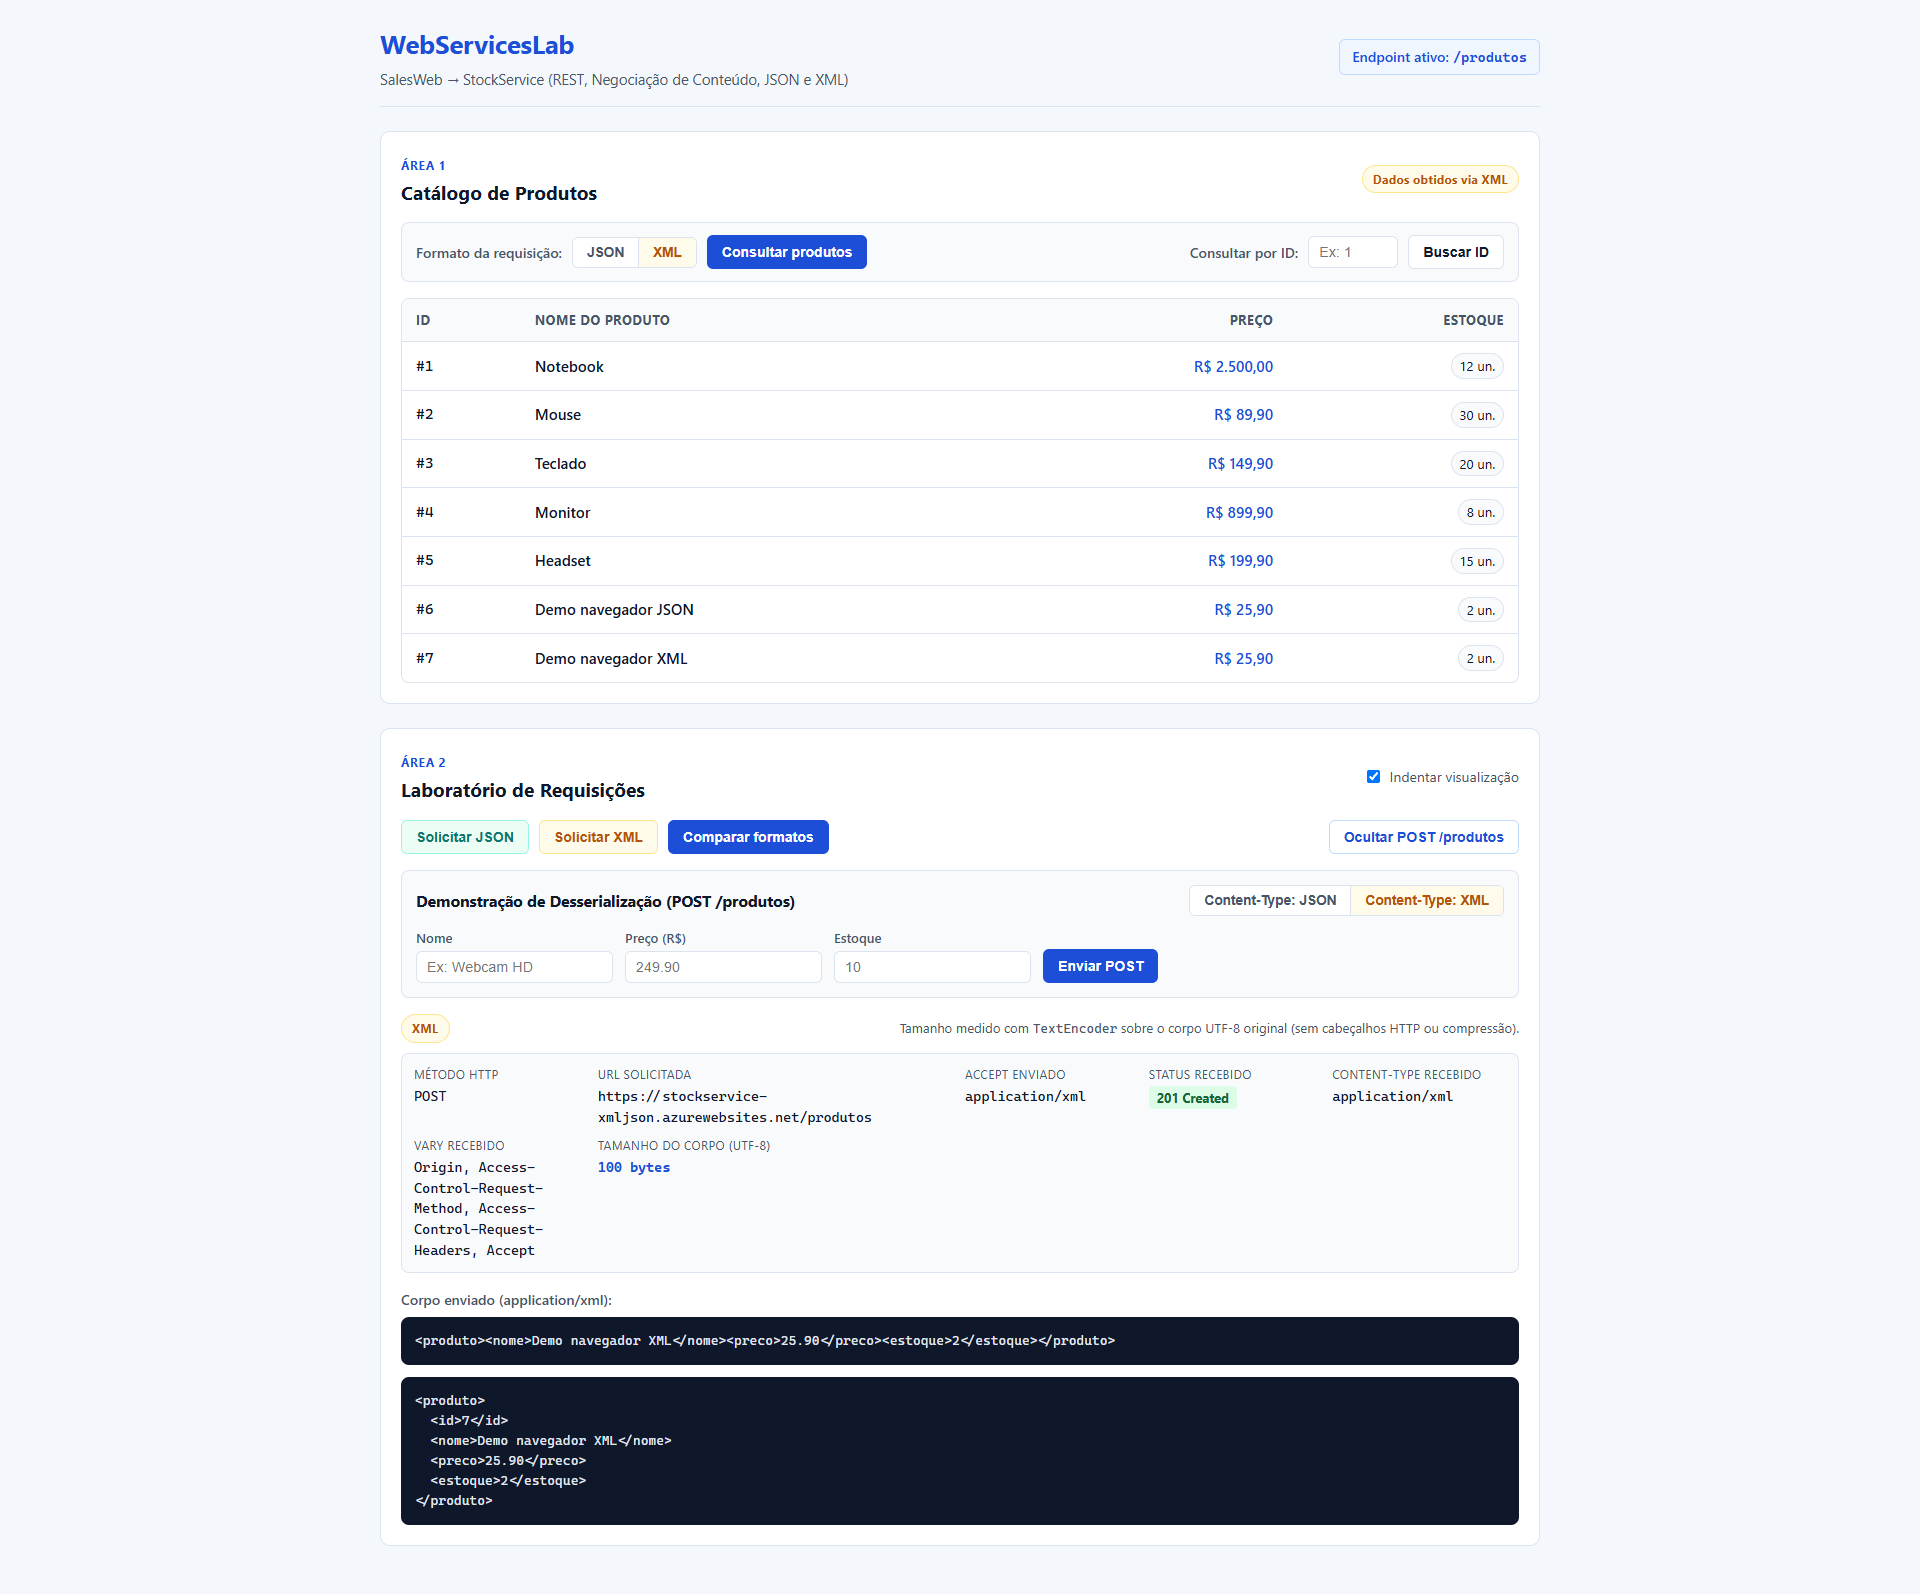 WebServicesLab
SalesWeb → StockService (REST, Negociação de Conteúdo, JSON e XML)
Endpoint ativo: /produtos
ÁREA 1
Catálogo de Produtos
Dados obtidos via XML
Formato da requisição: JSON XML Consultar produtos Consultar por ID: Ex: 1 Buscar ID
ID NOME DO PRODUTO PREÇO ESTOQUE
#1 Notebook R$ 2.500,00 12 un.
#2 Mouse R$ 89,90 30 un.
#3 Teclado R$ 149,90 20 un.
#4 Monitor R$ 899,90 8 un.
#5 Headset R$ 199,90 15 un.
#6 Demo navegador JSON R$ 25,90 2 un.
#7 Demo navegador XML R$ 25,90 2 un.
ÁREA 2
Laboratório de Requisições
Indentar visualização
Solicitar JSON Solicitar XML Comparar formatos Ocultar POST /produtos
Demonstração de Desserialização (POST /produtos) Content-Type: JSON Content-Type: XML
Nome Preço (R$) Estoque
Ex: Webcam HD 249.90 10 Enviar POST
XML Tamanho medido com TextEncoder sobre o corpo UTF-8 original (sem cabeçalhos HTTP ou compressão).
MÉTODO HTTP
POST
URL SOLICITADA
https://stockservice-
xmljson.azurewebsites.net/produtos
ACCEPT ENVIADO
application/xml
STATUS RECEBIDO
201 Created
CONTENT-TYPE RECEBIDO
application/xml
VARY RECEBIDO
Origin, Access-
Control-Request-
Method, Access-
Control-Request-
Headers, Accept
TAMANHO DO CORPO (UTF-8)
100 bytes
Corpo enviado (application/xml):
<produto><nome>Demo navegador XML</nome><preco>25.90</preco><estoque>2</estoque></produto>
<produto>
  <id>7</id>
  <nome>Demo navegador XML</nome>
  <preco>25.90</preco>
  <estoque>2</estoque>
</produto>